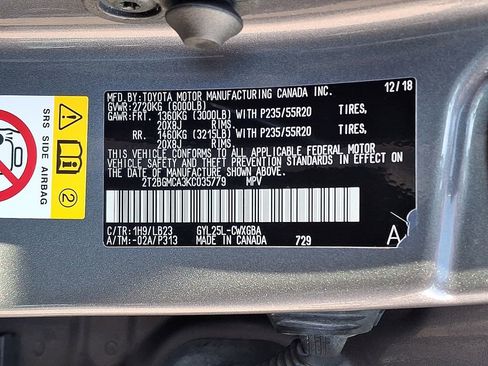 MFD.BY:TOYOTA MOTOR MANUFACTURING CANADA INC.
GVWR:2720KG (6000LB) 12/18
GAWR:FRT. 1360KG (3000LB) WITH P235/55R20 TIRES,
20X8J RIMS,
RR. 1460KG (3215LB) WITH P235/55R20 TIRES,
20X8J RIMS.
THIS VEHICLE CONFORMS TO ALL APPLICABLE FEDERAL MOTOR
VEHICLE SAFETY AND THEFT PREVENTION STANDARDS IN
EFFECT ON THE DATE OF MANUFACTURE SHOWN ABOVE.
2T2BGMCA3KC035779 MPV
C/TR:1H9/LB23 GYL25L-CWXGBA
A/TM:-02A/P313 MADE IN CANADA 729
A
SRS SIDE AIRBAG